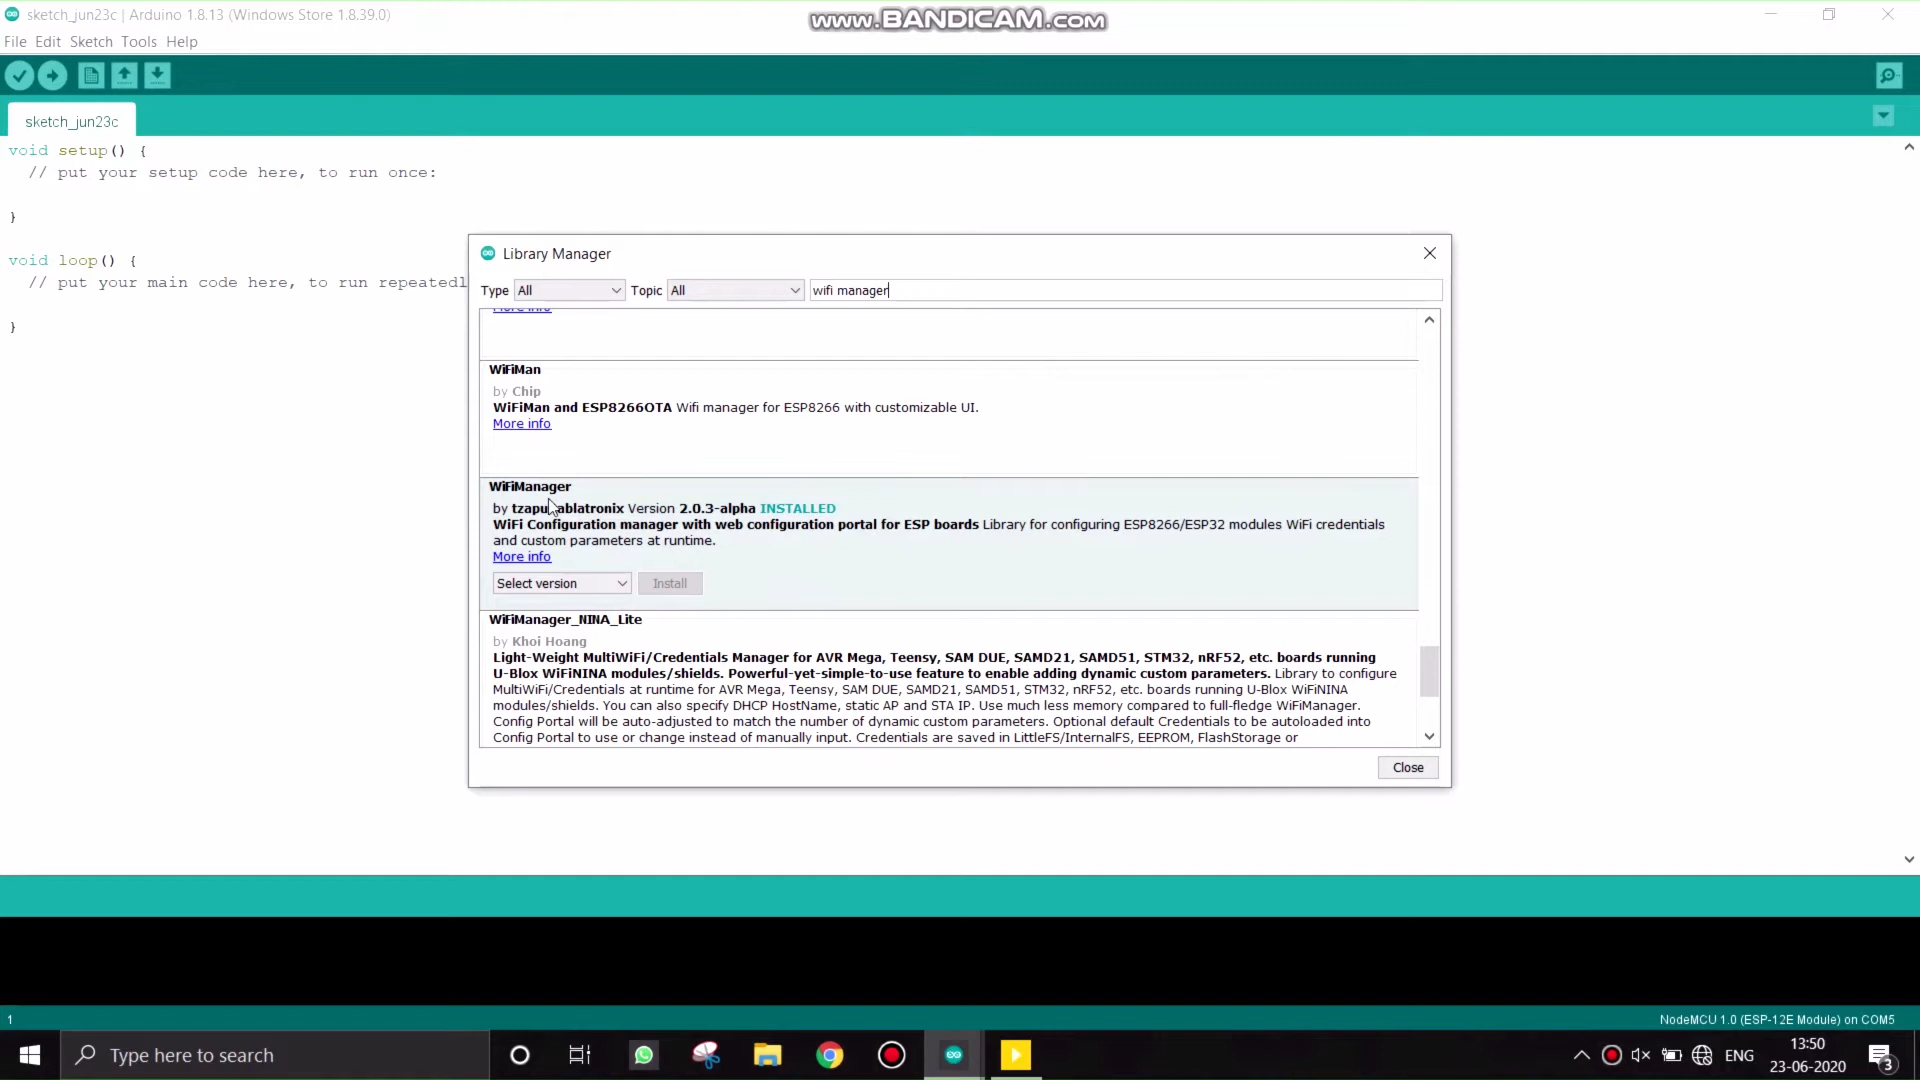 sketch_jun23c | Arduino 1.8.13 (Windows Store 1.8.39.0)
www.BANDICAM.com
File Edit Sketch Tools Help
sketch_jun23c
void setup() {
// put your setup code here, to run once:
}
void loop() {
// put your main code here, to run repeatedl
}
Library Manager
Type All Topic All wifi manager
More info
WiFiMan
by Chip
WiFiMan and ESP8266OTA Wifi manager for ESP8266 with customizable UI.
More info
WiFiManager
by tzapu ablatronix Version 2.0.3-alpha INSTALLED
WiFi Configuration manager with web configuration portal for ESP boards Library for configuring ESP8266/ESP32 modules WiFi credentials
and custom parameters at runtime.
More info
Select version Install
WiFiManager_NINA_Lite
by Khoi Hoang
Light-Weight MultiWiFi/Credentials Manager for AVR Mega, Teensy, SAM DUE, SAMD21, SAMD51, STM32, nRF52, etc. boards running
U-Blox WiFiNINA modules/shields. Powerful-yet-simple-to-use feature to enable adding dynamic custom parameters. Library to configure
MultiWiFi/Credentials at runtime for AVR Mega, Teensy, SAM DUE, SAMD21, SAMD51, STM32, nRF52, etc. boards running U-Blox WiFiNINA
modules/shields. You can also specify DHCP HostName, static AP and STA IP. Use much less memory compared to full-fledge WiFiManager.
Config Portal will be auto-adjusted to match the number of dynamic custom parameters. Optional default Credentials to be autoloaded into
Config Portal to use or change instead of manually input. Credentials are saved in LittleFS/InternalFS, EEPROM, FlashStorage or
Close
1
NodeMCU 1.0 (ESP-12E Module) on COM5
Type here to search
ENG
13:50
23-06-2020
3